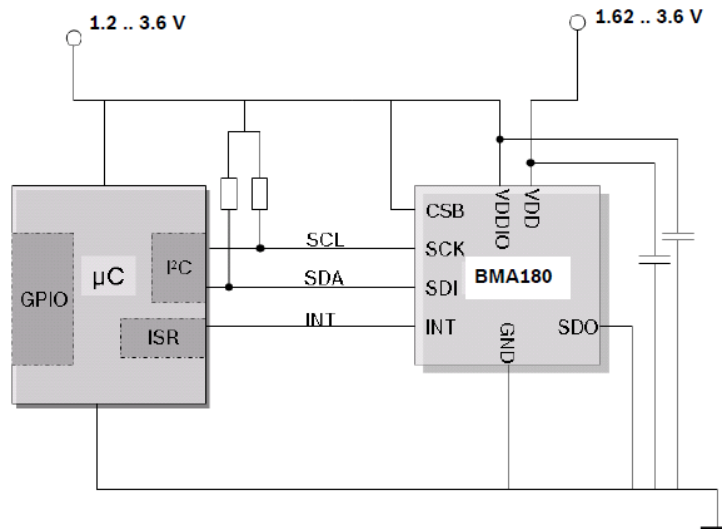 1.2 .. 3.6 V
1.62 .. 3.6 V
CSB
VDDIO
VDD
SCL
SCK
I²C
µC
BMA180
GPIO
SDA
SDI
INT
INT
ISR
GND
SDO